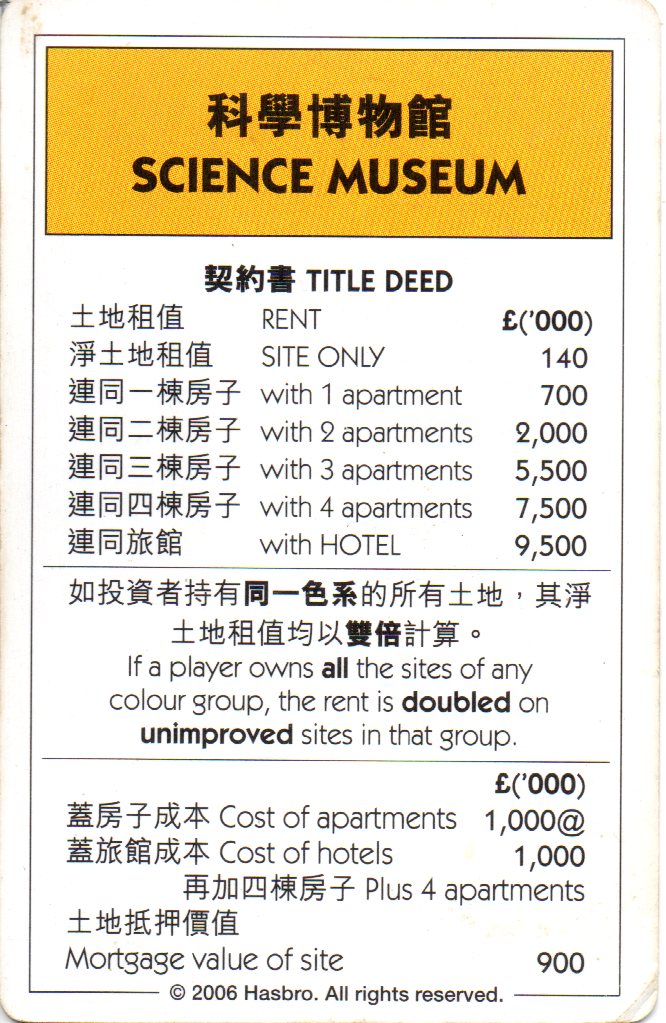 科學博物館
SCIENCE MUSEUM
契約書 TITLE DEED
土地租值 RENT £('000)
淨土地租值 SITE ONLY 140
連同一棟房子 with 1 apartment 700
連同二棟房子 with 2 apartments 2,000
連同三棟房子 with 3 apartments 5,500
連同四棟房子 with 4 apartments 7,500
連同旅館 with HOTEL 9,500
如投資者持有同一色系的所有土地，其淨
土地租值均以雙倍計算。
If a player owns all the sites of any
colour group, the rent is doubled on
unimproved sites in that group.
£('000)
蓋房子成本 Cost of apartments 1,000@
蓋旅館成本 Cost of hotels 1,000
再加四棟房子 Plus 4 apartments
土地抵押價值
Mortgage value of site 900
© 2006 Hasbro. All rights reserved.